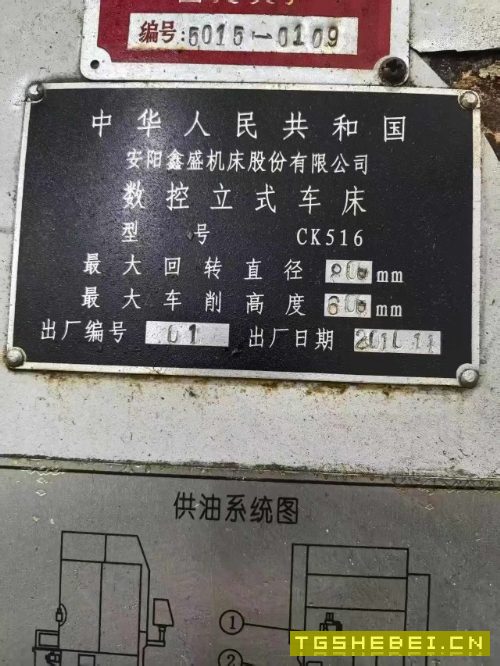 编号: 5015-0109
中华人民共和国
安阳鑫盛机床股份有限公司
数控立式车床
型号 CK516
最大回转直径 mm
最大车削高度 mm
出厂编号 01 出厂日期 2010.11
供油系统图
1
2
TGSHEBEI.CN